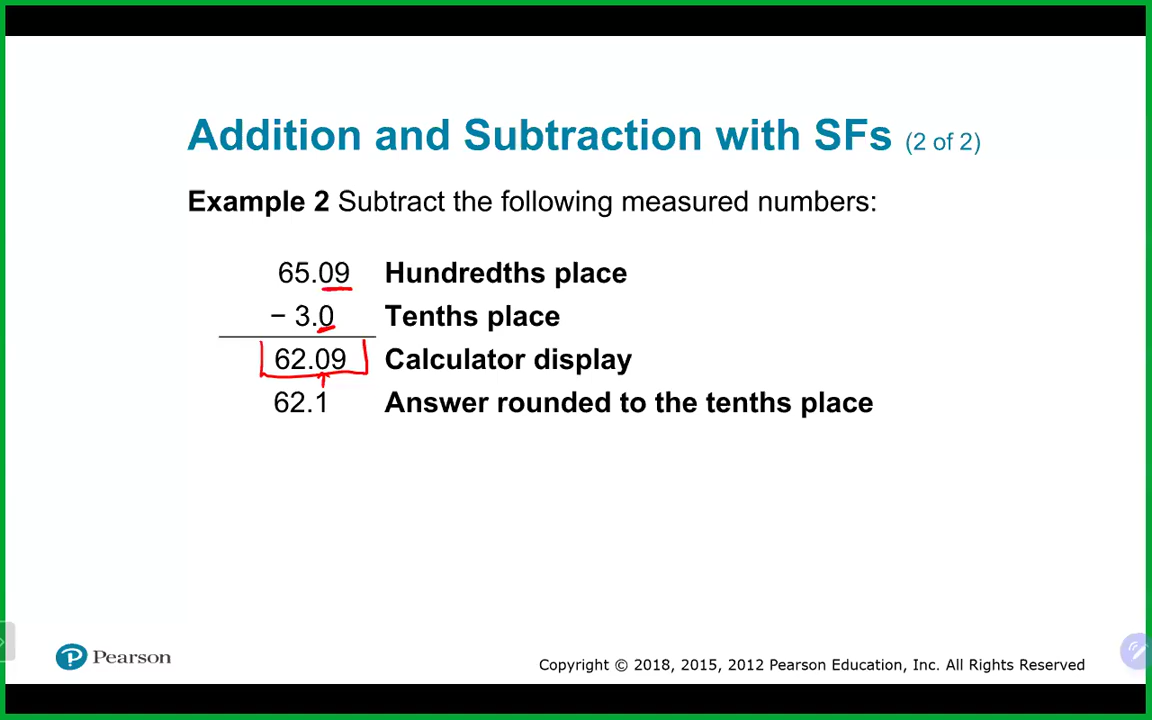 Addition and Subtraction with SFs (2 of 2)
Example 2 Subtract the following measured numbers:
65.09 Hundredths place
− 3.0 Tenths place
62.09 Calculator display
62.1 Answer rounded to the tenths place
P Pearson
Copyright © 2018, 2015, 2012 Pearson Education, Inc. All Rights Reserved